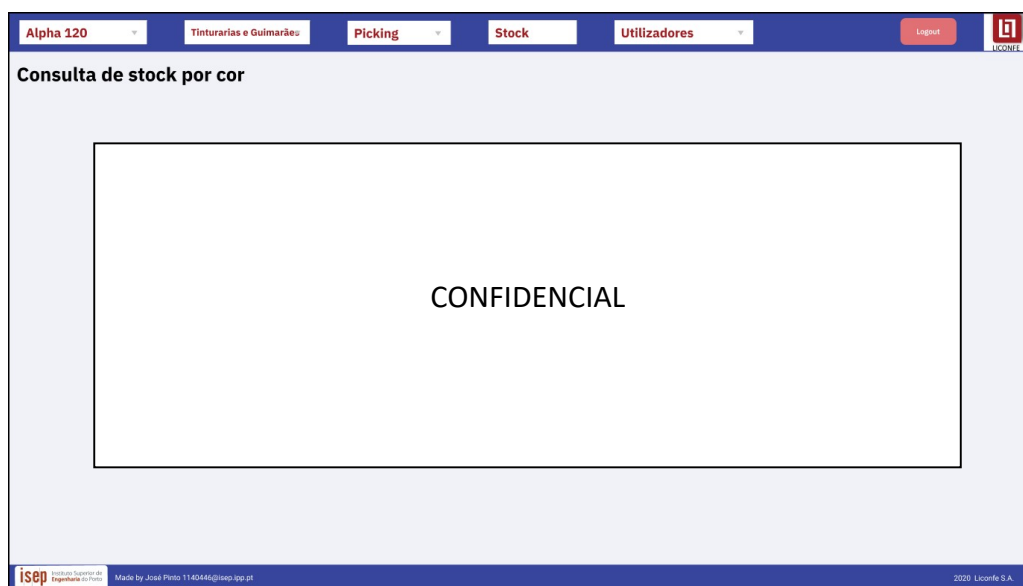 Alpha 120 Tinturarias e Guimarães Picking Stock Utilizadores Logout
LICONFE
Consulta de stock por cor
CONFIDENCIAL
isep Instituto Superior de
Engenharia do Porto
Made by José Pinto 1140446@isep.ipp.pt
2020 Liconfe S.A.